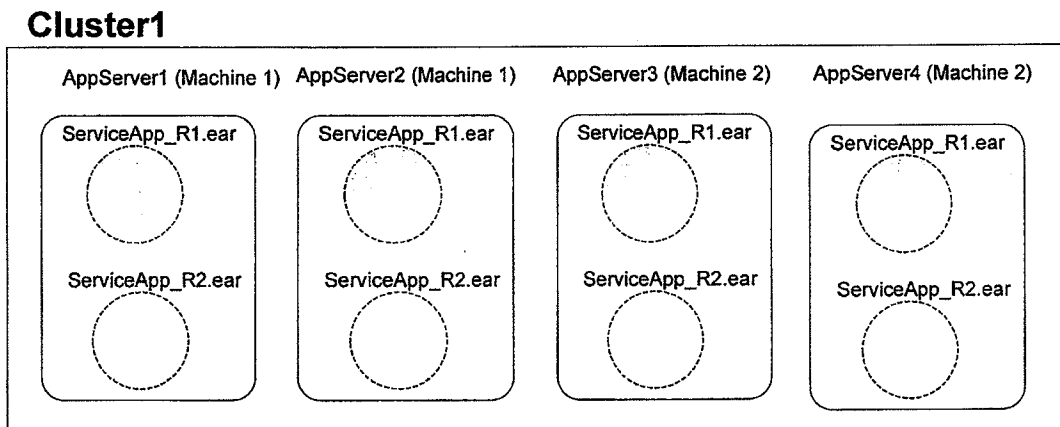 Cluster1
AppServer1 (Machine 1) AppServer2 (Machine 1) AppServer3 (Machine 2) AppServer4 (Machine 2)
ServiceApp_R1.ear ServiceApp_R1.ear ServiceApp_R1.ear ServiceApp_R1.ear
ServiceApp_R2.ear ServiceApp_R2.ear ServiceApp_R2.ear ServiceApp_R2.ear